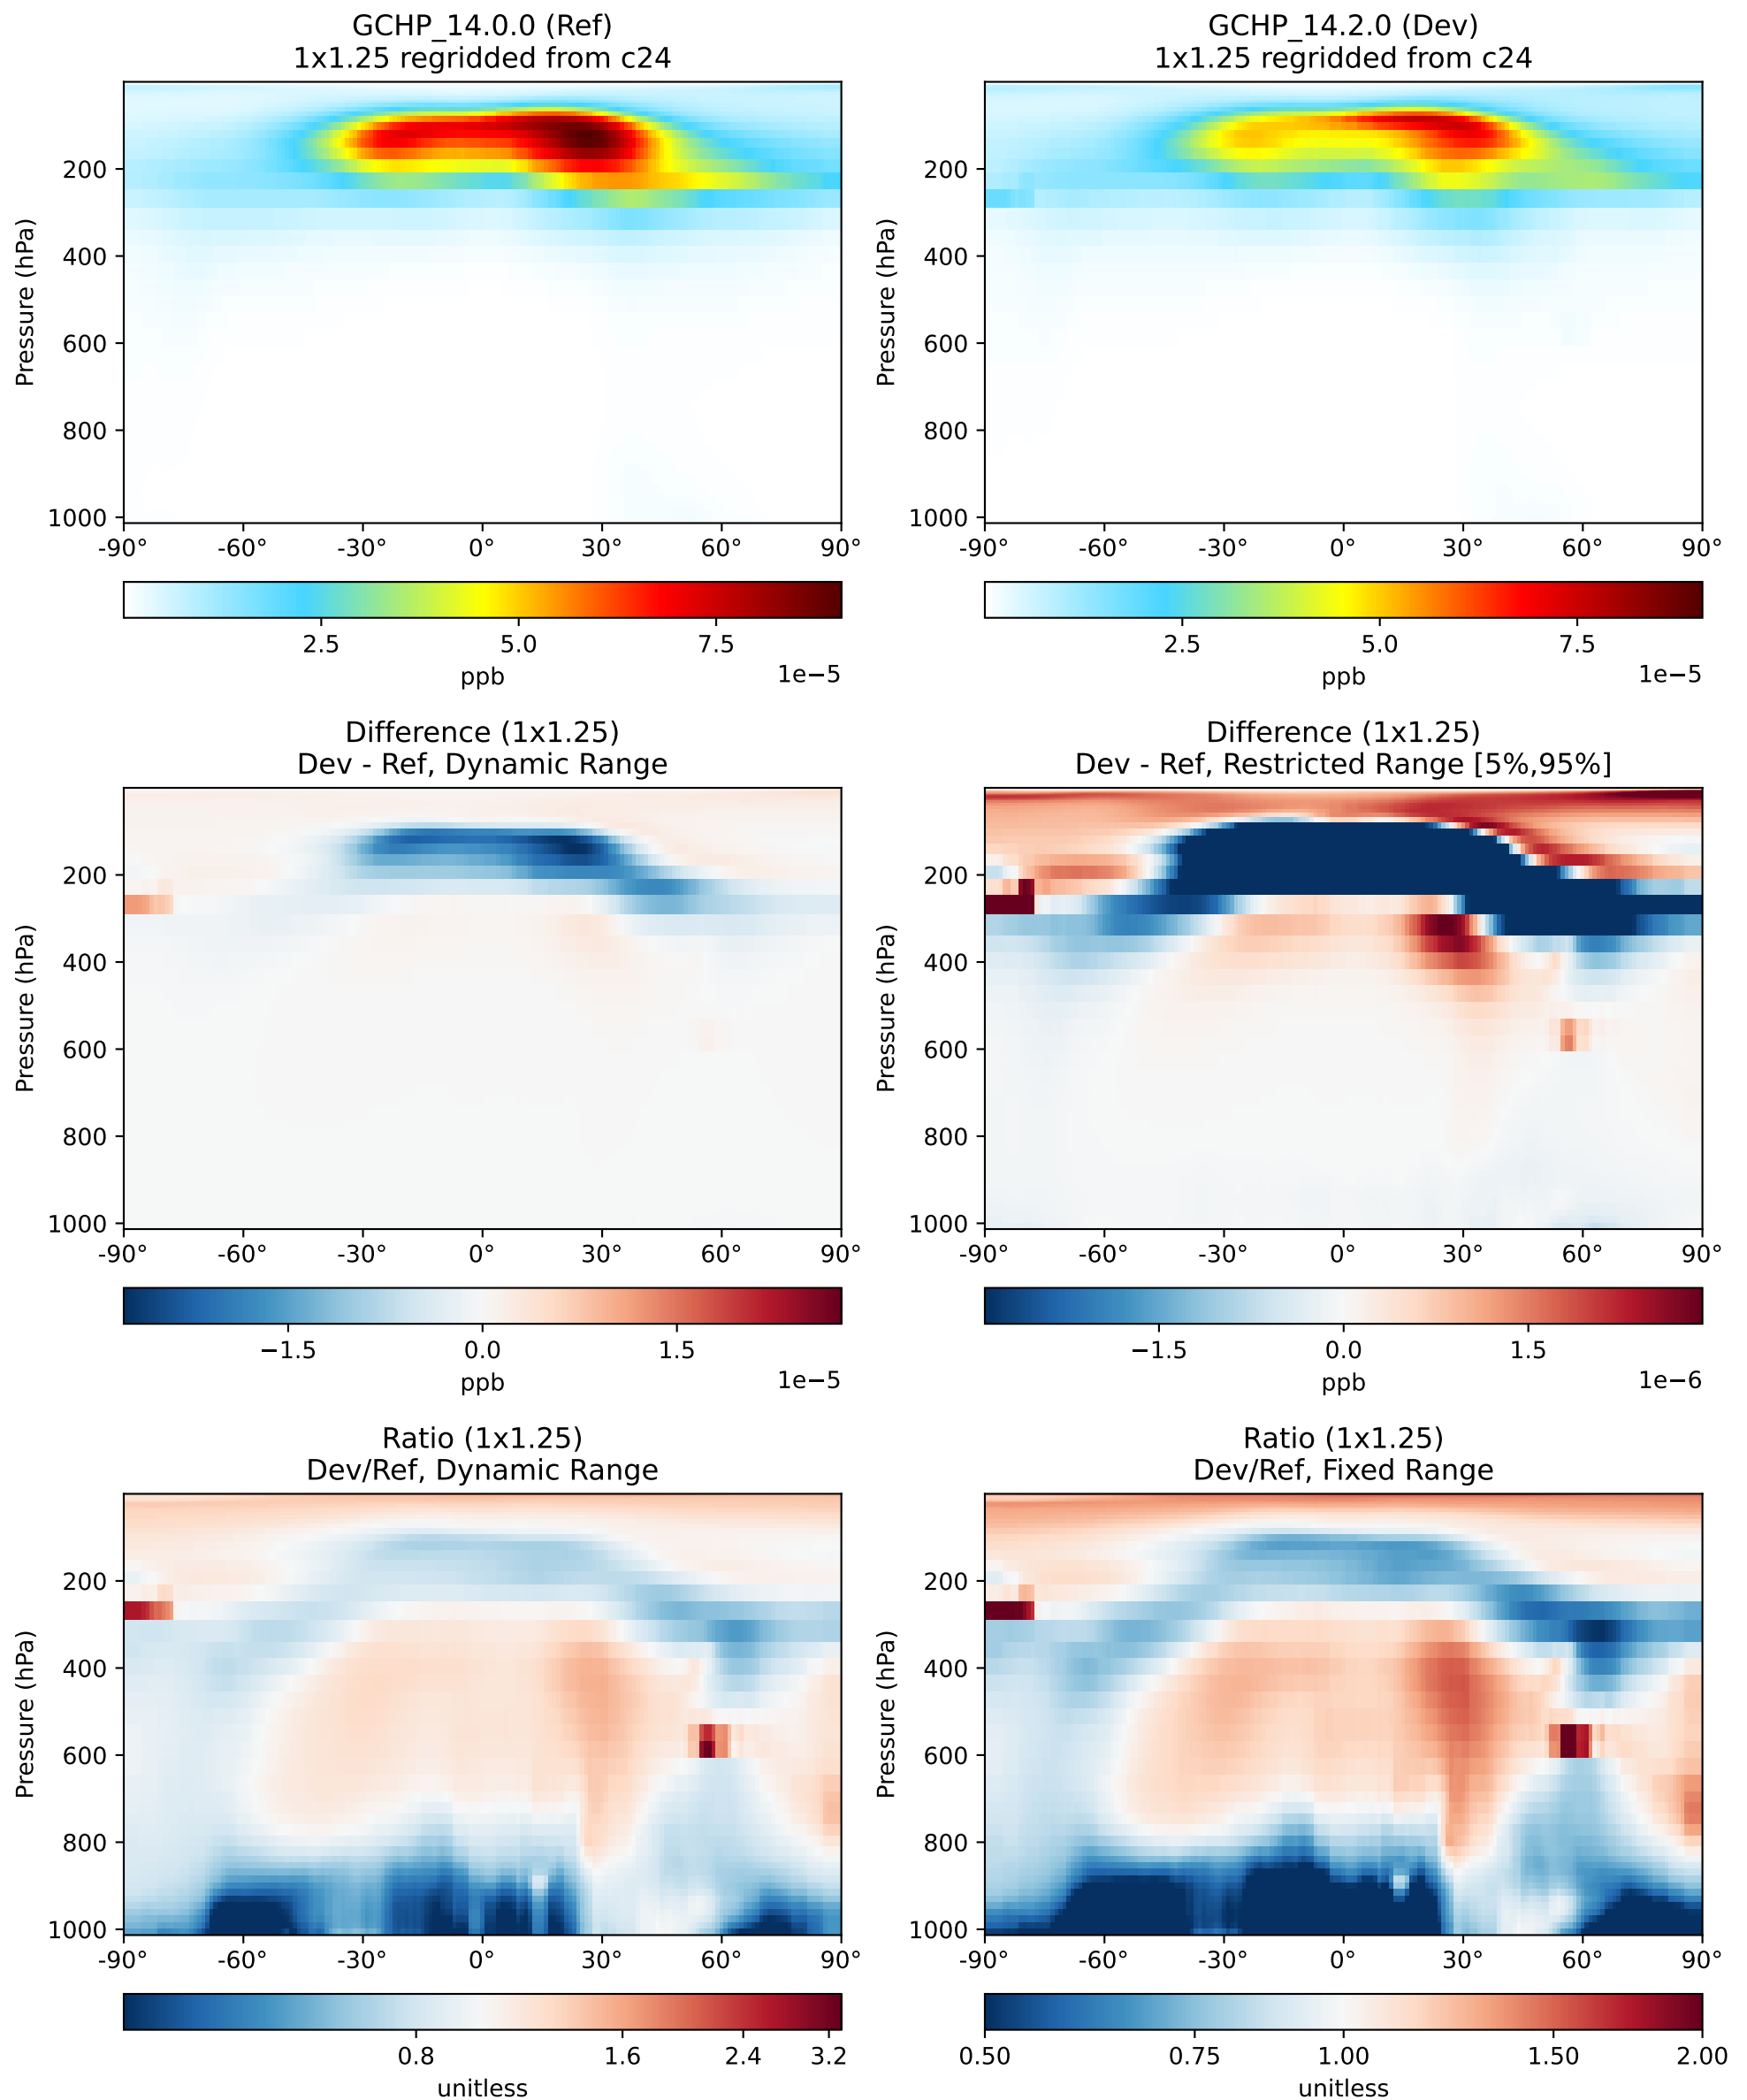 GCHP_14.0.0 (Ref)
1x1.25 regridded from c24
Pressure (hPa)
200
400
600
800
1000
-90° -60° -30° 0° 30° 60° 90°
2.5 5.0 7.5
ppb 1e−5
GCHP_14.2.0 (Dev)
1x1.25 regridded from c24
Pressure (hPa)
200
400
600
800
1000
-90° -60° -30° 0° 30° 60° 90°
2.5 5.0 7.5
ppb 1e−5
Difference (1x1.25)
Dev - Ref, Dynamic Range
Pressure (hPa)
200
400
600
800
1000
-90° -60° -30° 0° 30° 60° 90°
−1.5 0.0 1.5
ppb 1e−5
Difference (1x1.25)
Dev - Ref, Restricted Range [5%,95%]
Pressure (hPa)
200
400
600
800
1000
-90° -60° -30° 0° 30° 60° 90°
−1.5 0.0 1.5
ppb 1e−6
Ratio (1x1.25)
Dev/Ref, Dynamic Range
Pressure (hPa)
200
400
600
800
1000
-90° -60° -30° 0° 30° 60° 90°
0.8 1.6 2.4 3.2
unitless
Ratio (1x1.25)
Dev/Ref, Fixed Range
Pressure (hPa)
200
400
600
800
1000
-90° -60° -30° 0° 30° 60° 90°
0.50 0.75 1.00 1.50 2.00
unitless